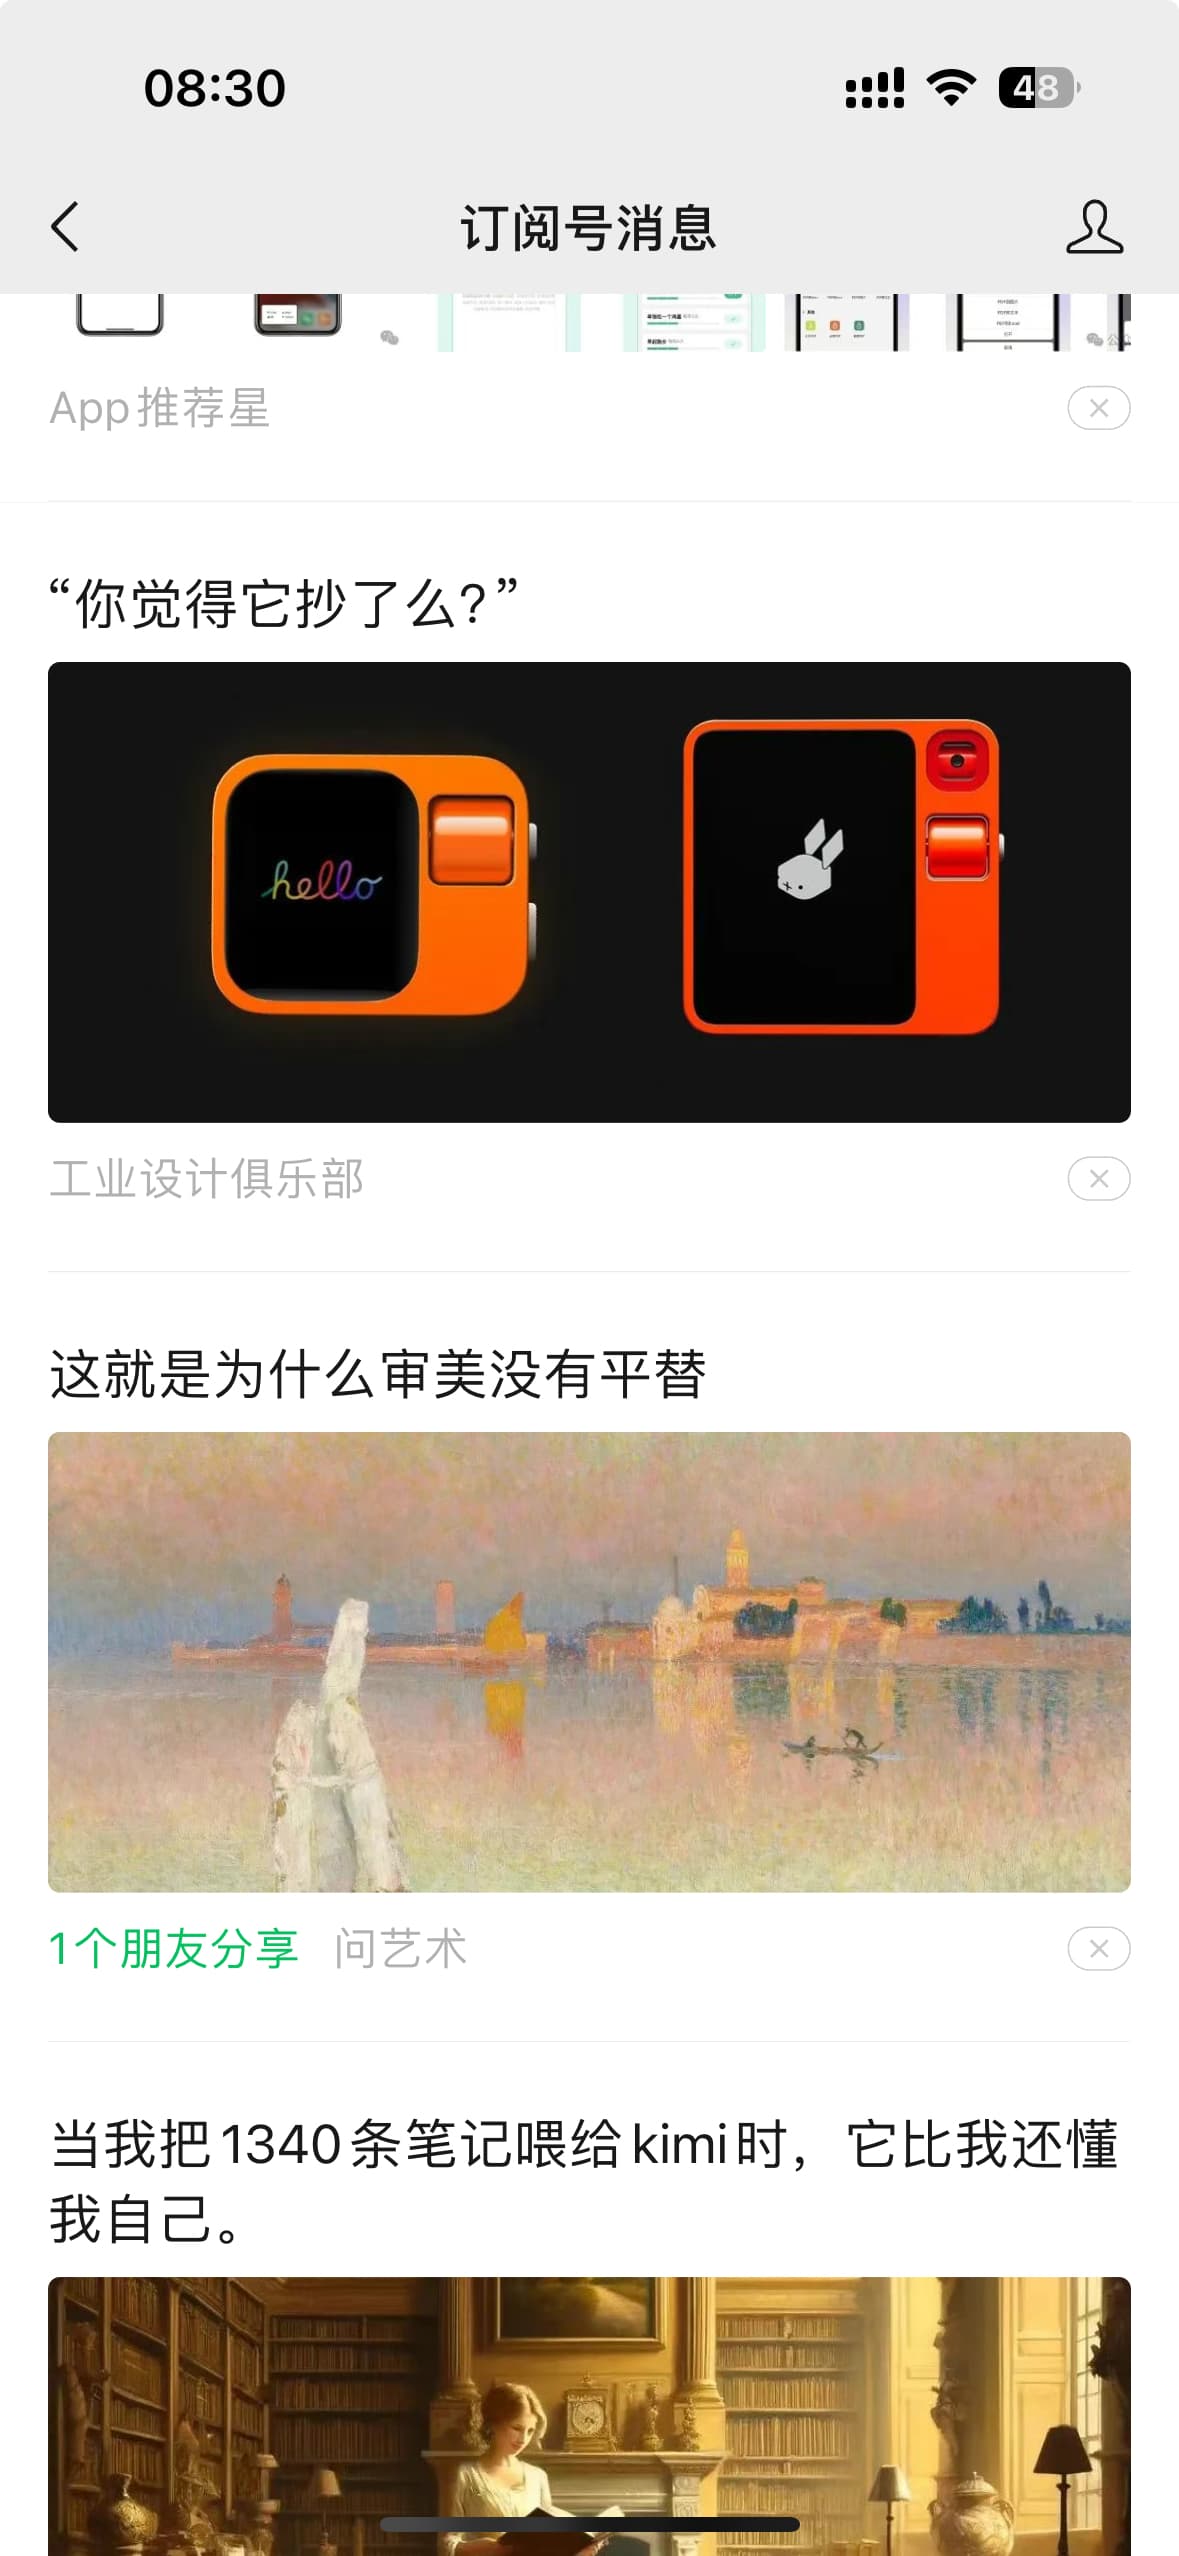 08:30
48
订阅号消息
App推荐星
“你觉得它抄了么?”
hello
工业设计俱乐部
这就是为什么审美没有平替
1个朋友分享 问艺术
当我把1340条笔记喂给kimi时，它比我还懂
我自己。